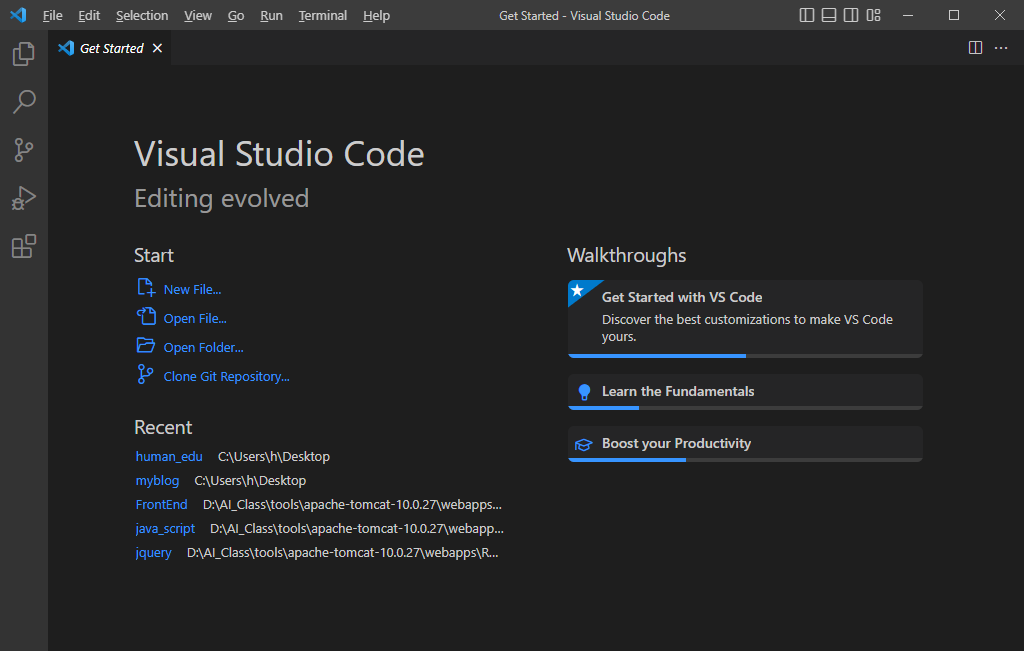 File Edit Selection View Go Run Terminal Help Get Started - Visual Studio Code
Get Started
Visual Studio Code
Editing evolved
Start
New File...
Open File...
Open Folder...
Clone Git Repository...
Recent
human_edu C:\Users\h\Desktop
myblog C:\Users\h\Desktop
FrontEnd D:\AI_Class\tools\apache-tomcat-10.0.27\webapps...
java_script D:\AI_Class\tools\apache-tomcat-10.0.27\webapp...
jquery D:\AI_Class\tools\apache-tomcat-10.0.27\webapps\R...
Walkthroughs
Get Started with VS Code
Discover the best customizations to make VS Code
yours.
Learn the Fundamentals
Boost your Productivity